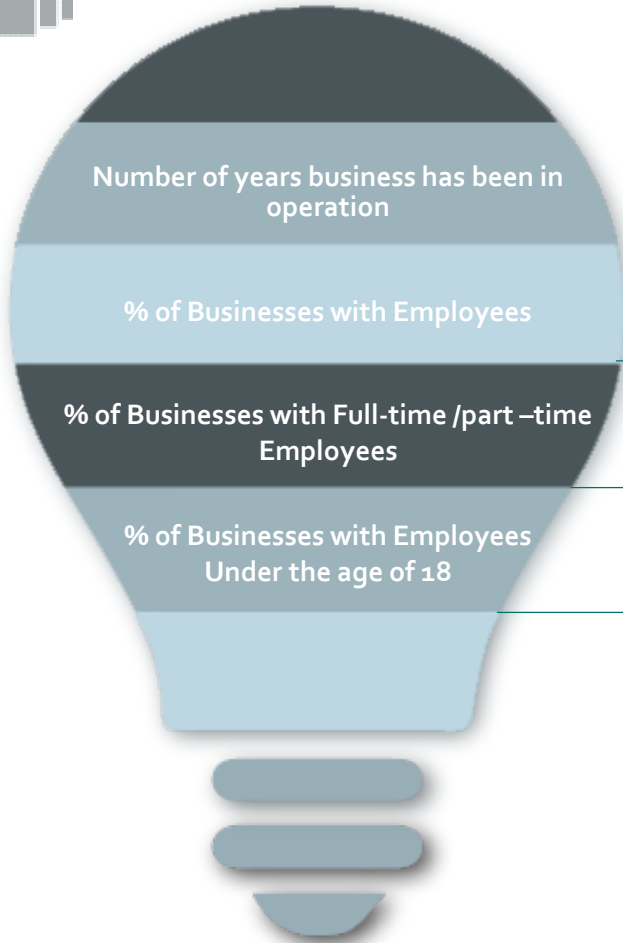 Number of years business has been in
operation
% of Businesses with Employees
% of Businesses with Full-time /part –time
Employees
% of Businesses with Employees
Under the age of 18